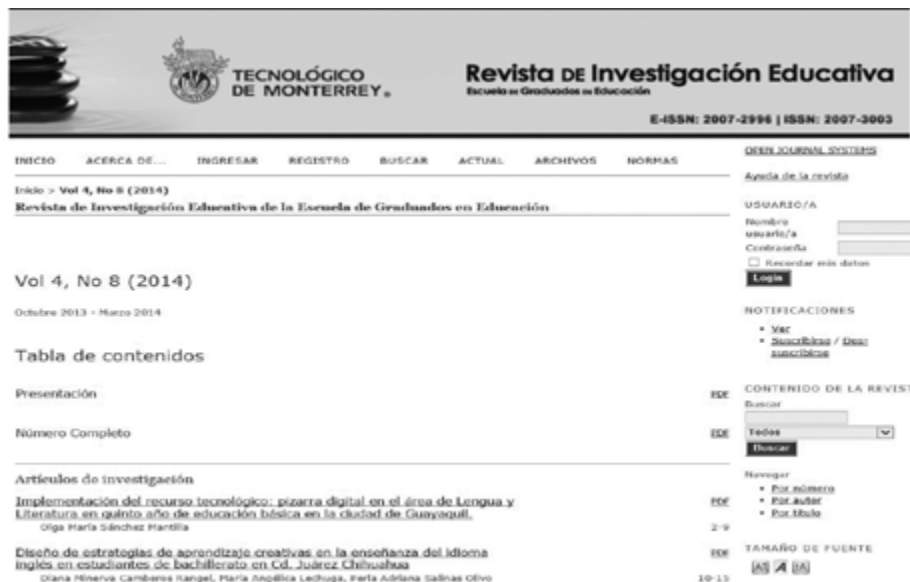 TECNOLÓGICO
DE MONTERREY®
Revista DE Investigación Educativa
Escuela de Graduados en Educación
E-ISSN: 2007-2996 | ISSN: 2007-3003
INICIO ACERCA DE... INGRESAR REGISTRO BUSCAR ACTUAL ARCHIVOS NORMAS
Inicio > Vol 4, No 8 (2014)
Revista de Investigación Educativa de la Escuela de Graduados en Educación
Vol 4, No 8 (2014)
Octubre 2013 - Marzo 2014
Tabla de contenidos
Presentación PDF
Número Completo PDF
Artículos de investigación
Implementación del recurso tecnológico: pizarra digital en el área de Lengua y PDF
Literatura en quinto año de educación básica en la ciudad de Guayaquil.
Olga María Sánchez Mantilla 2-9
Diseño de estrategias de aprendizaje creativas en la enseñanza del idioma PDF
inglés en estudiantes de bachillerato en Cd. Juárez Chihuahua
Diana Minerva Camberos Rangel, María Angélica Lechuga, Perla Adriana Salinas Olivo 10-15
OPEN JOURNAL SYSTEMS
Ayuda de la revista
USUARIO/A
Nombre
usuario/a
Contraseña
Recordar mis datos
Login
NOTIFICACIONES
Ver
Suscribirse / Des-
suscribirse
CONTENIDO DE LA REVIST
Buscar
Todos
Buscar
Navegar
Por número
Por autor
Por título
TAMAÑO DE FUENTE